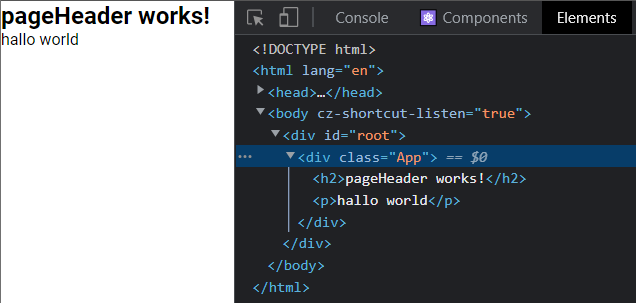 pageHeader works!
hallo world
Console Components Elements
<!DOCTYPE html>
<html lang="en">
<head>…</head>
<body cz-shortcut-listen="true">
<div id="root">
<div class="App"> == $0
<h2>pageHeader works!</h2>
<p>hallo world</p>
</div>
</div>
</body>
</html>